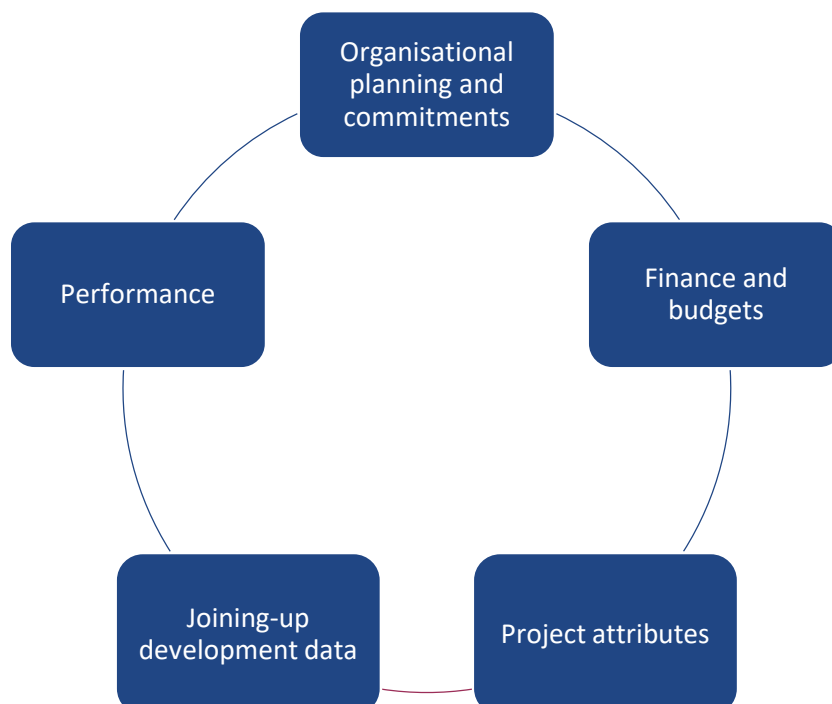 Organisational
planning and
commitments
Performance
Finance and
budgets
Joining-up
development data
Project attributes